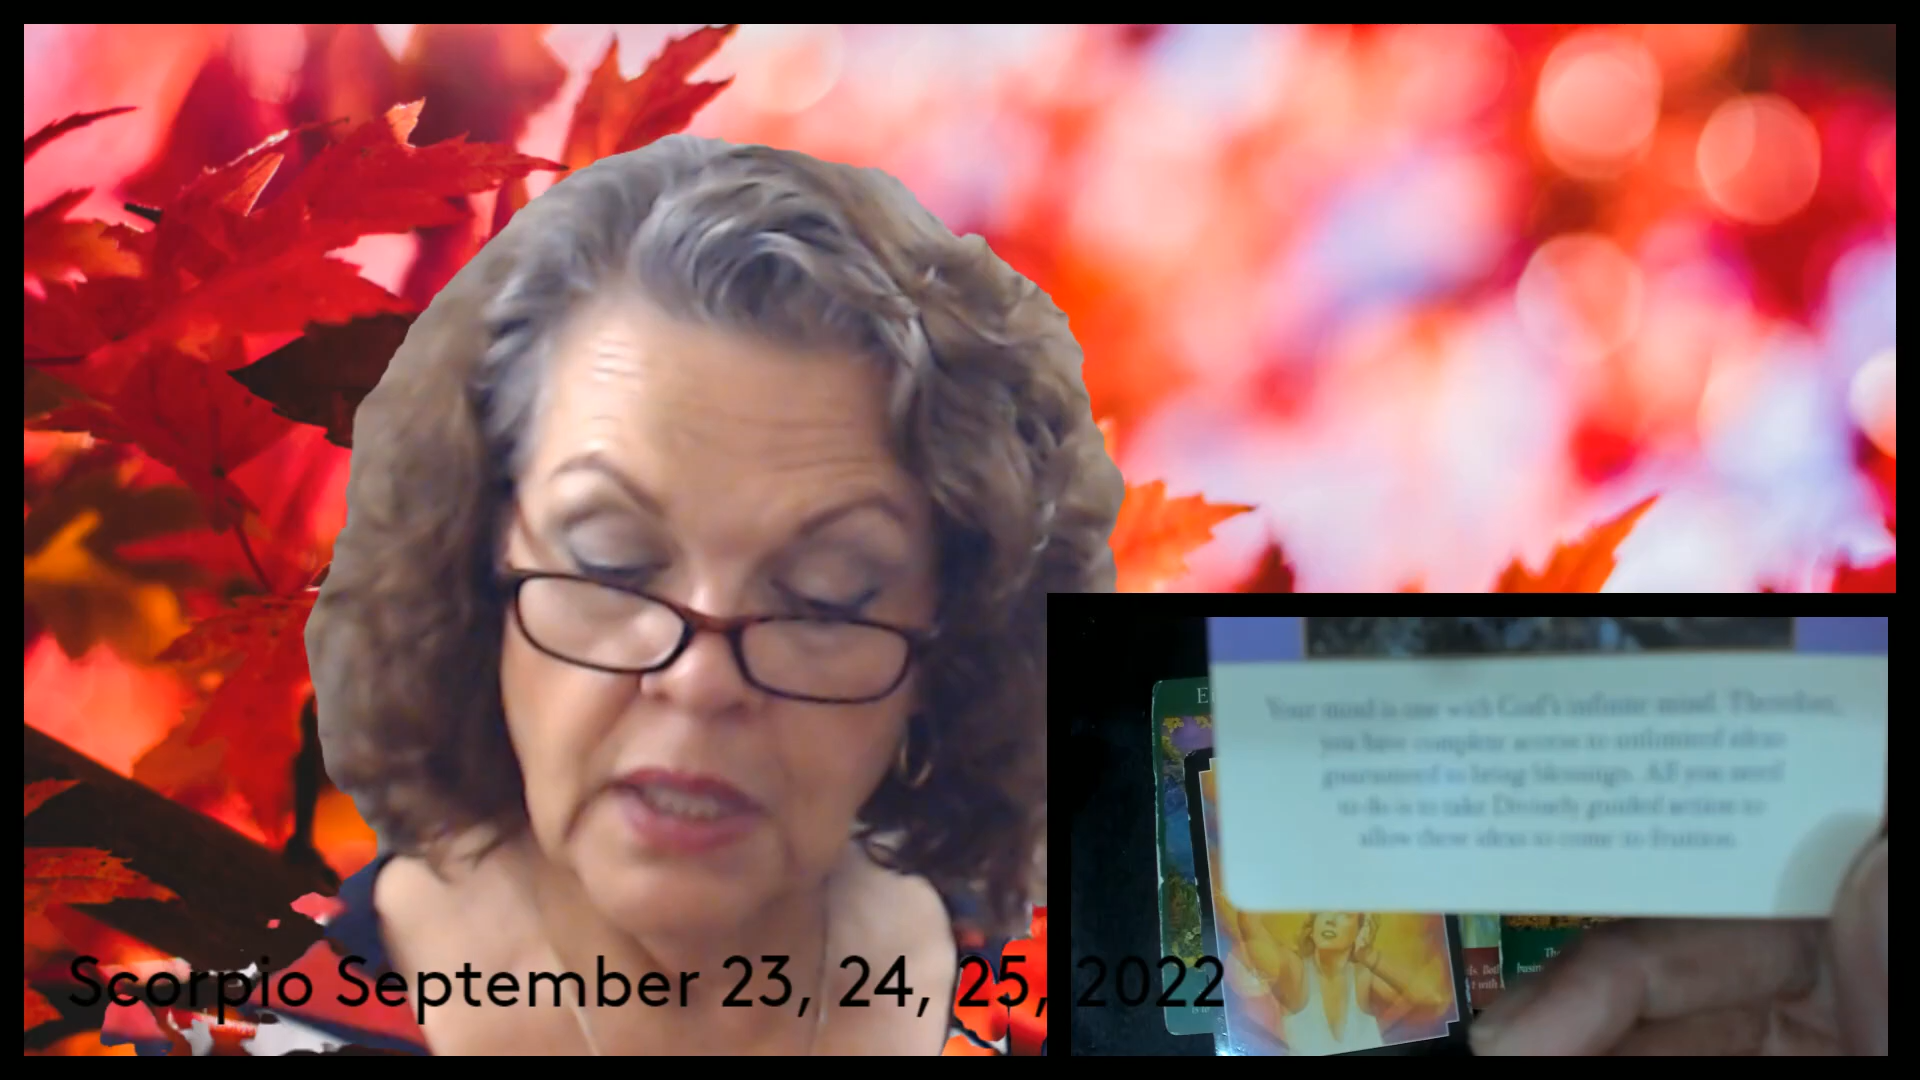 Your mind is one with God's infinite mind. Therefore,
you have complete access to unlimited ideas
guaranteed to bring blessings. All you need
to do is to take Divinely guided action to
allow these ideas to come to fruition.
Scorpio September 23, 24, 25, 2022